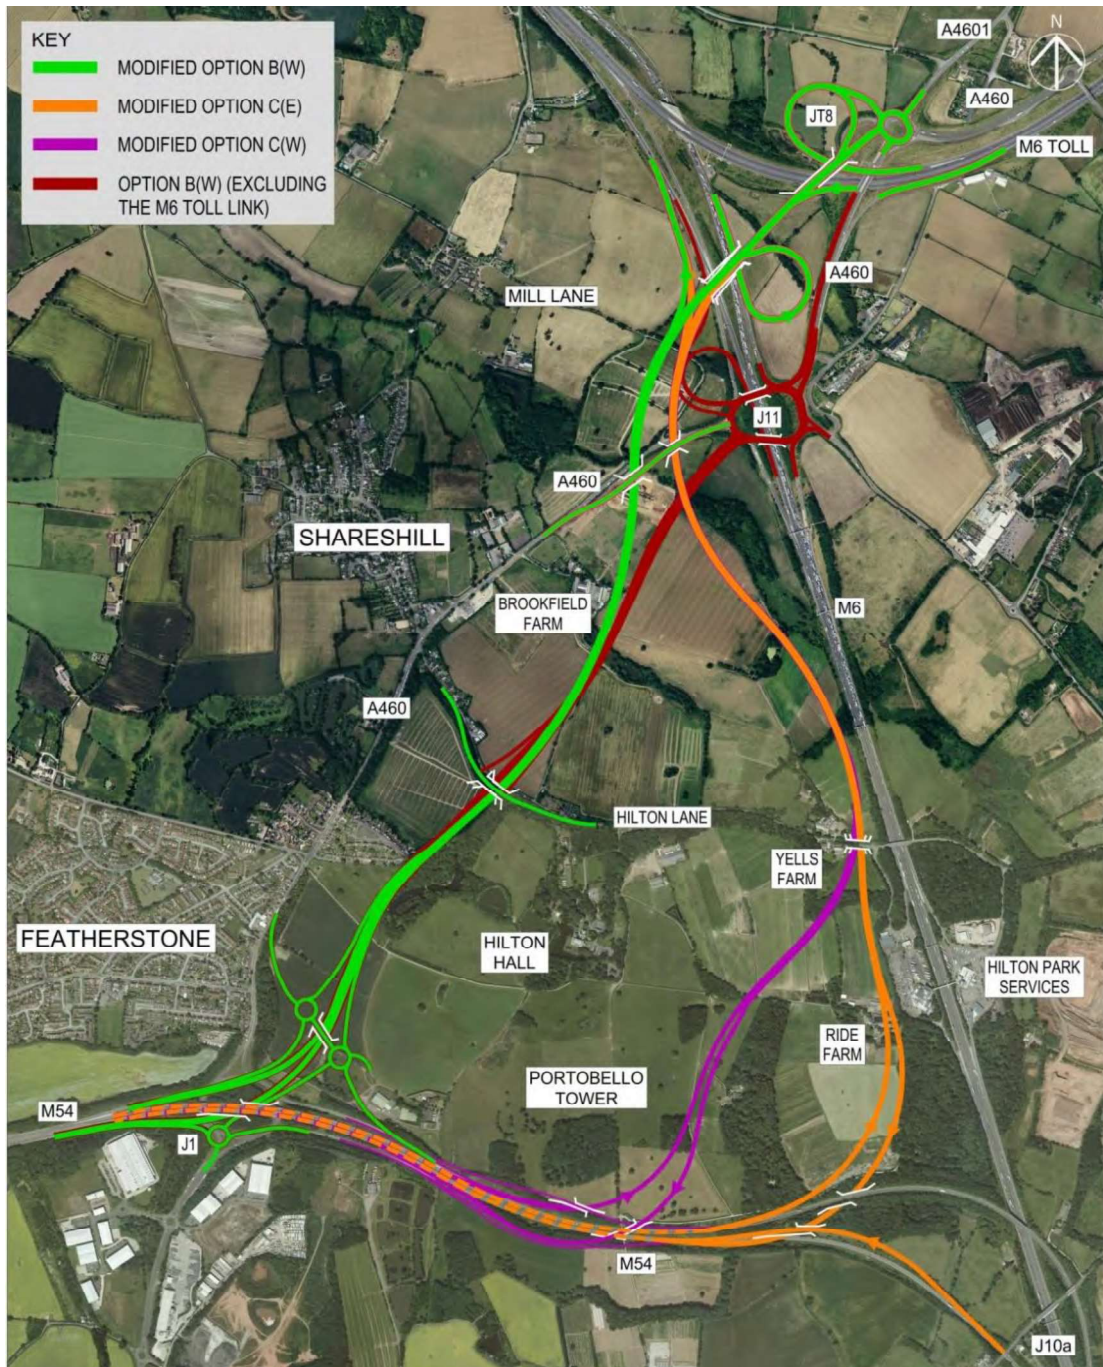 KEY
MODIFIED OPTION B(W)
MODIFIED OPTION C(E)
MODIFIED OPTION C(W)
OPTION B(W) (EXCLUDING
THE M6 TOLL LINK)
A4601
N
A460
JT8
M6 TOLL
A460
MILL LANE
J11
A460
SHARESHILL
BROOKFIELD
FARM
M6
A460
HILTON LANE
YELLS
FARM
FEATHERSTONE
HILTON
HALL
HILTON PARK
SERVICES
RIDE
FARM
PORTOBELLO
TOWER
M54
J1
M54
J10a